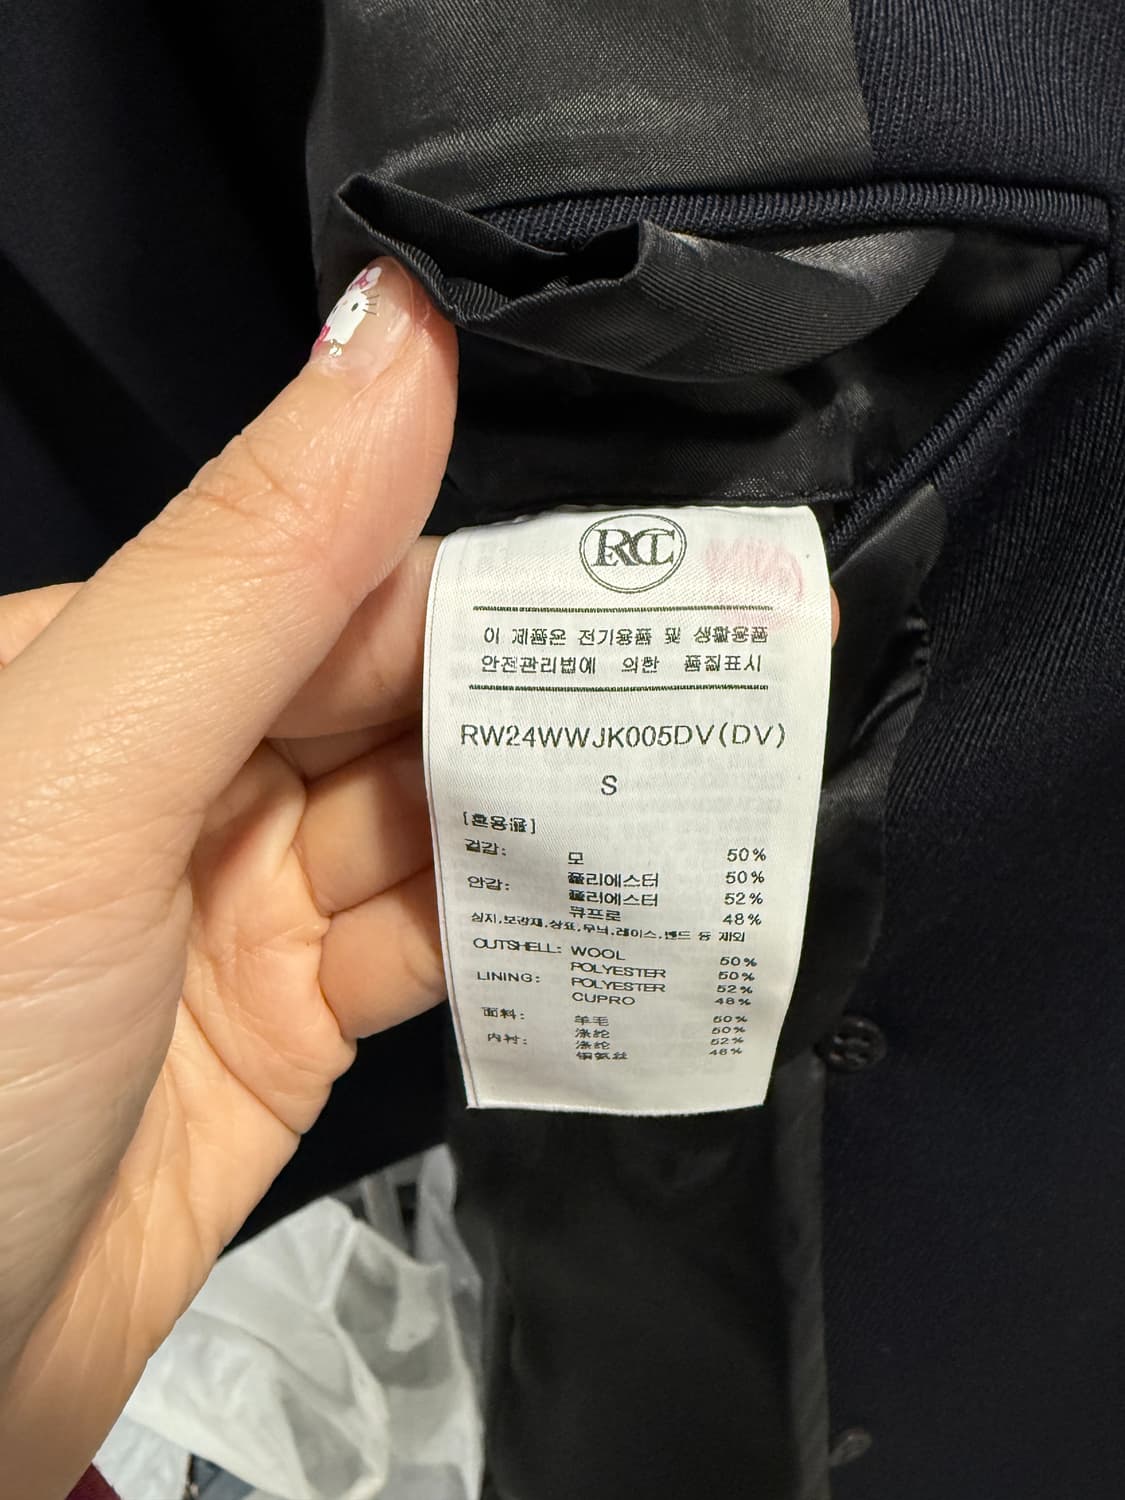 RACC
이 제품은 전기용품 및 생활용품
안전관리법에 의한 품질표시
RW24WWJK005DV(DV)
S
[혼용율]
겉감: 모 50%
폴리에스터 50%
안감: 폴리에스터 52%
큐프로 48%
심지,보강재,상표,무늬,레이스,밴드 등 제외
OUTSHELL: WOOL 50%
POLYESTER 50%
LINING: POLYESTER 52%
CUPRO 48%
面料: 羊毛 50%
涤纶 50%
内衬: 涤纶 52%
铜氨丝 48%